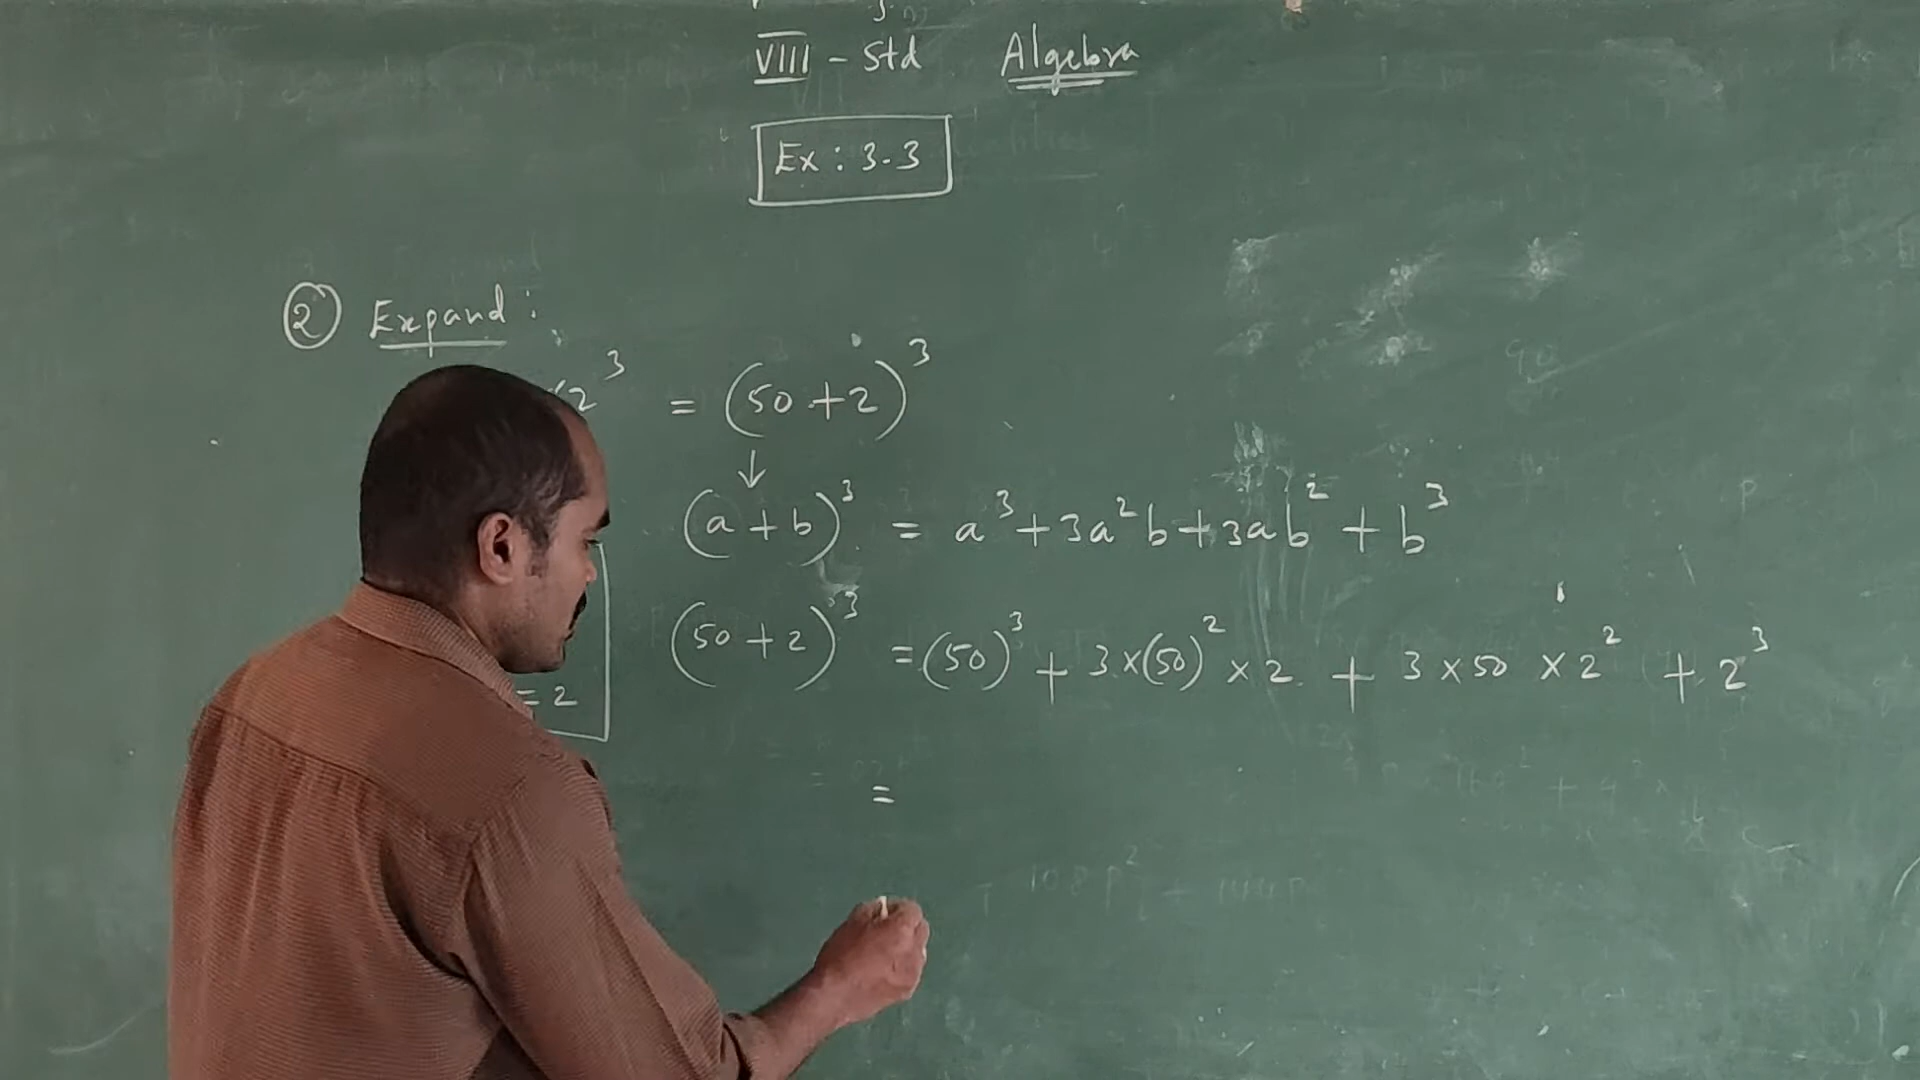 VIII - Std Algebra
Ex : 3-3
② Expand :
2³ = (50 + 2)³
↓
(a + b)³ = a³ + 3a²b + 3ab² + b³
(50 + 2)³ = (50)³ + 3 × (50)² × 2 + 3 × 50 × 2² + 2³
= 2
=